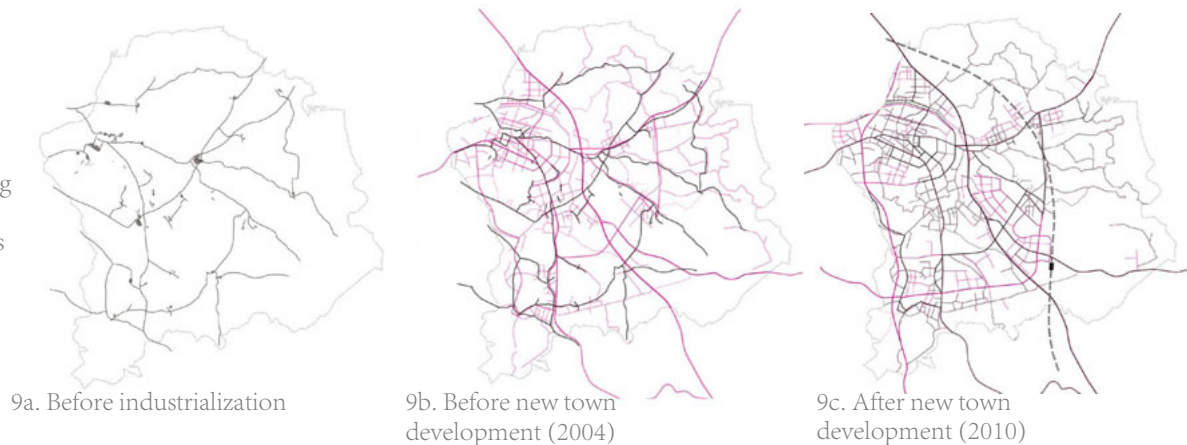 g
s
9a. Before industrialization
9b. Before new town
development (2004)
9c. After new town
development (2010)